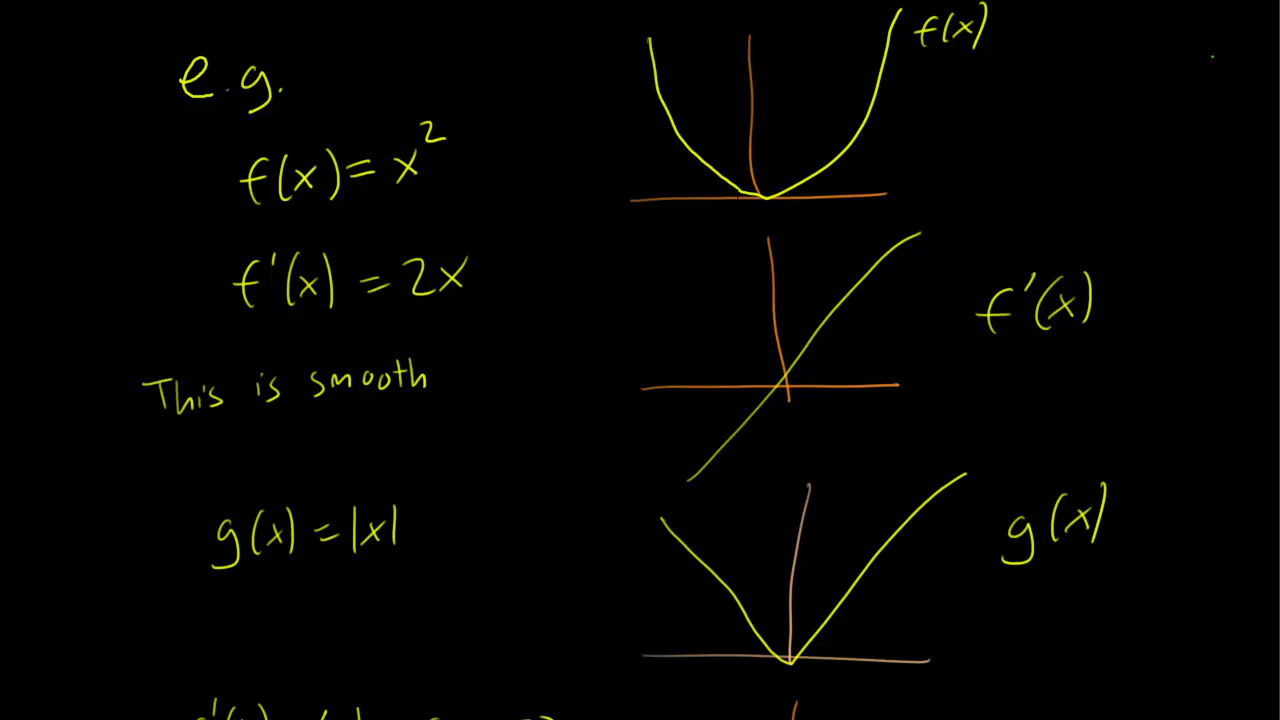 e.g.
f(x)
f(x) = x²
f'(x) = 2x
f'(x)
This is smooth
g(x) = |x|
g(x)